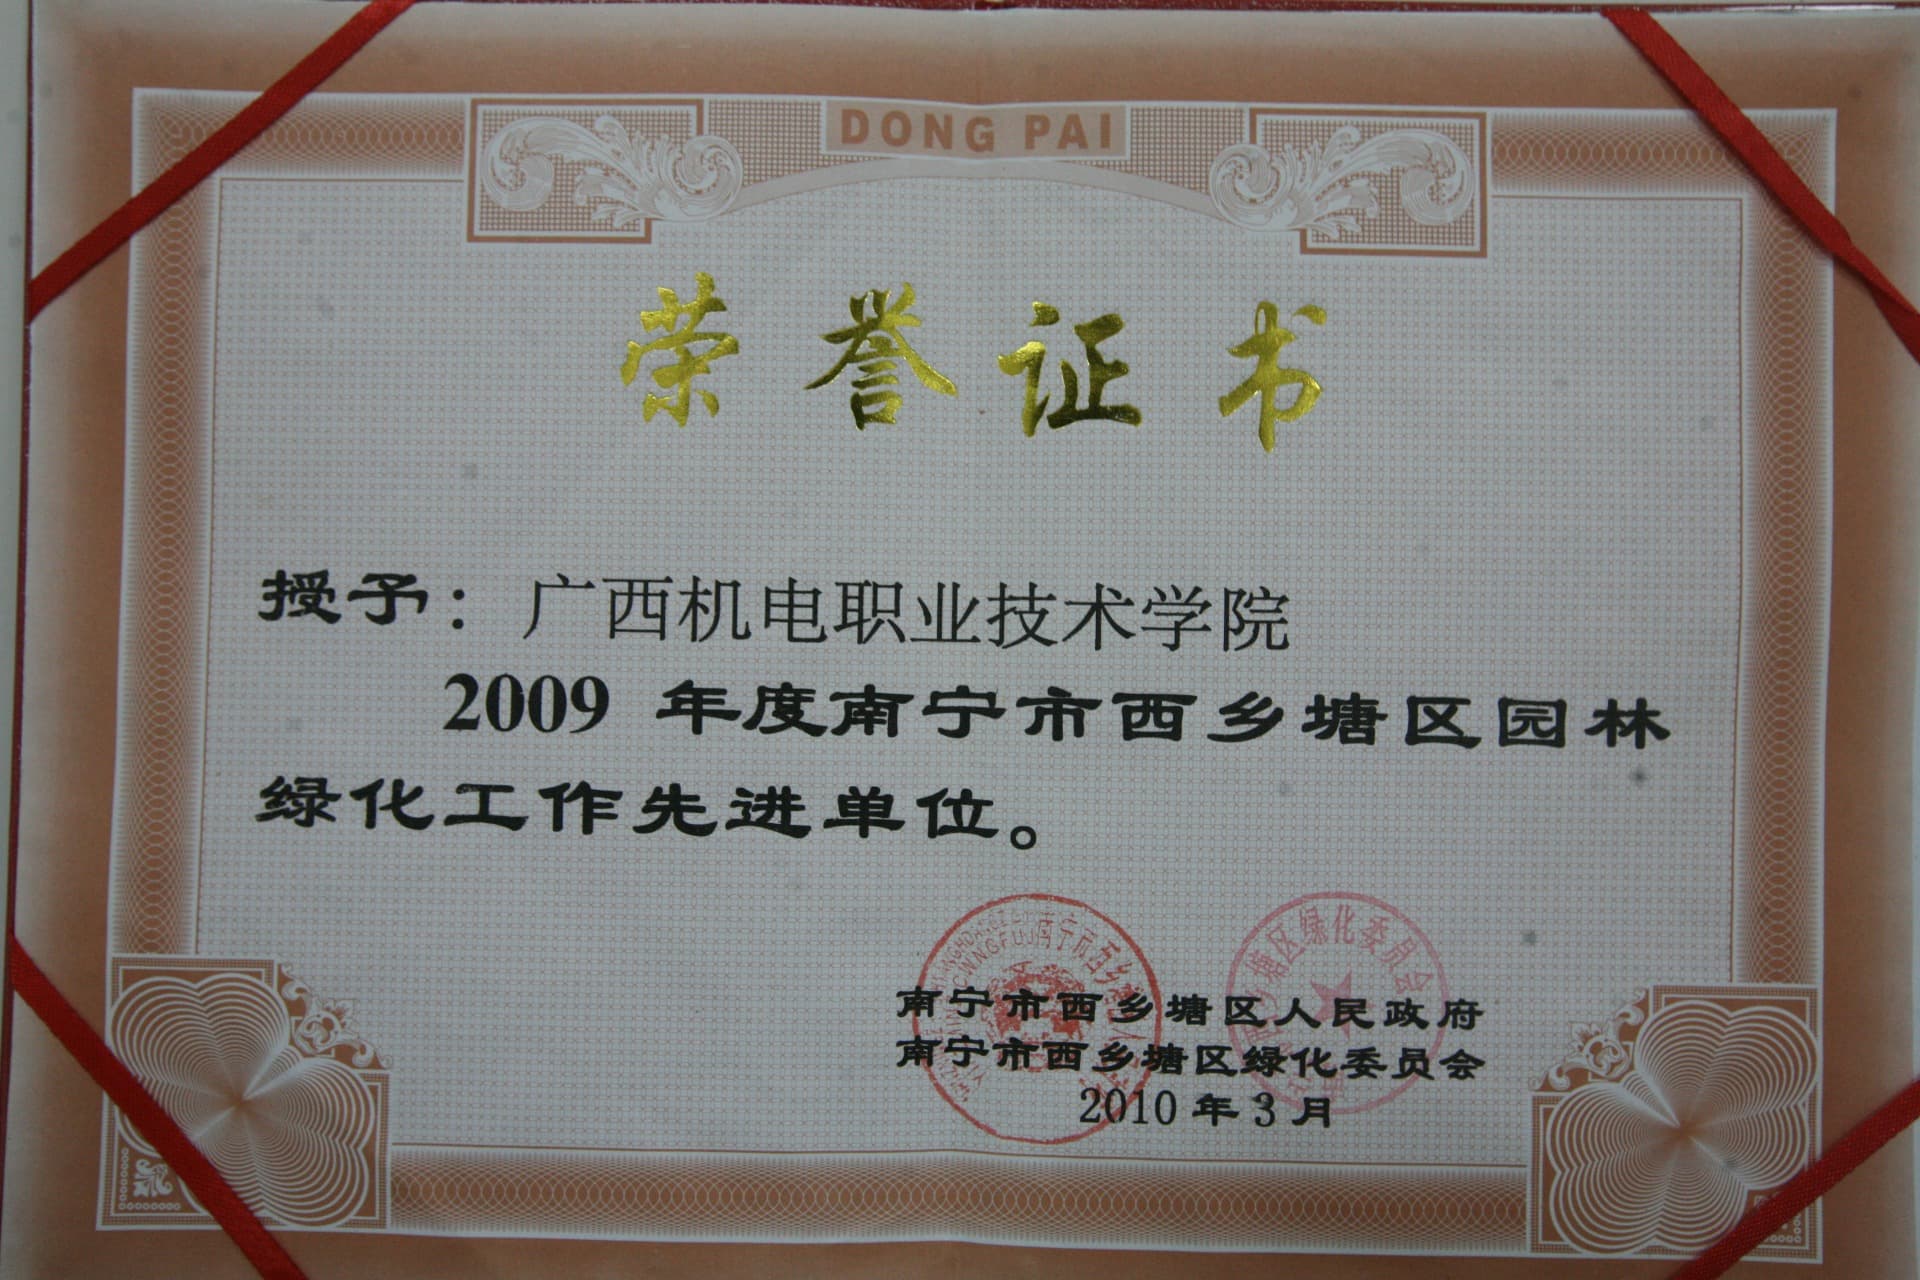 DONG PAI
荣誉证书
授予：广西机电职业技术学院
2009 年度南宁市西乡塘区园林
绿化工作先进单位。
南宁市西乡塘区人民政府
南宁市西乡塘区绿化委员会
2010 年 3 月